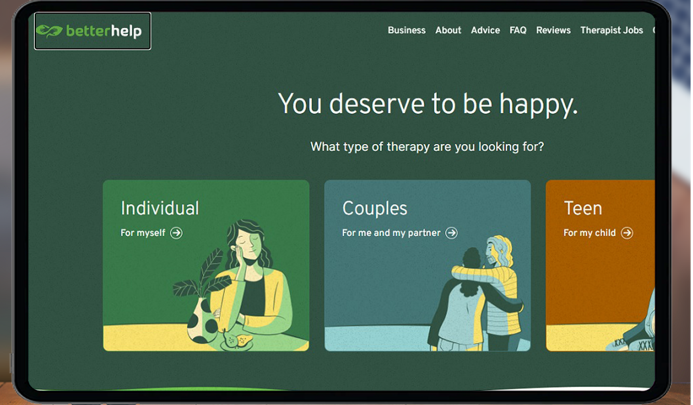 betterhelp
Business About Advice FAQ Reviews Therapist Jobs
You deserve to be happy.
What type of therapy are you looking for?
Individual
For myself
Couples
For me and my partner
Teen
For my child